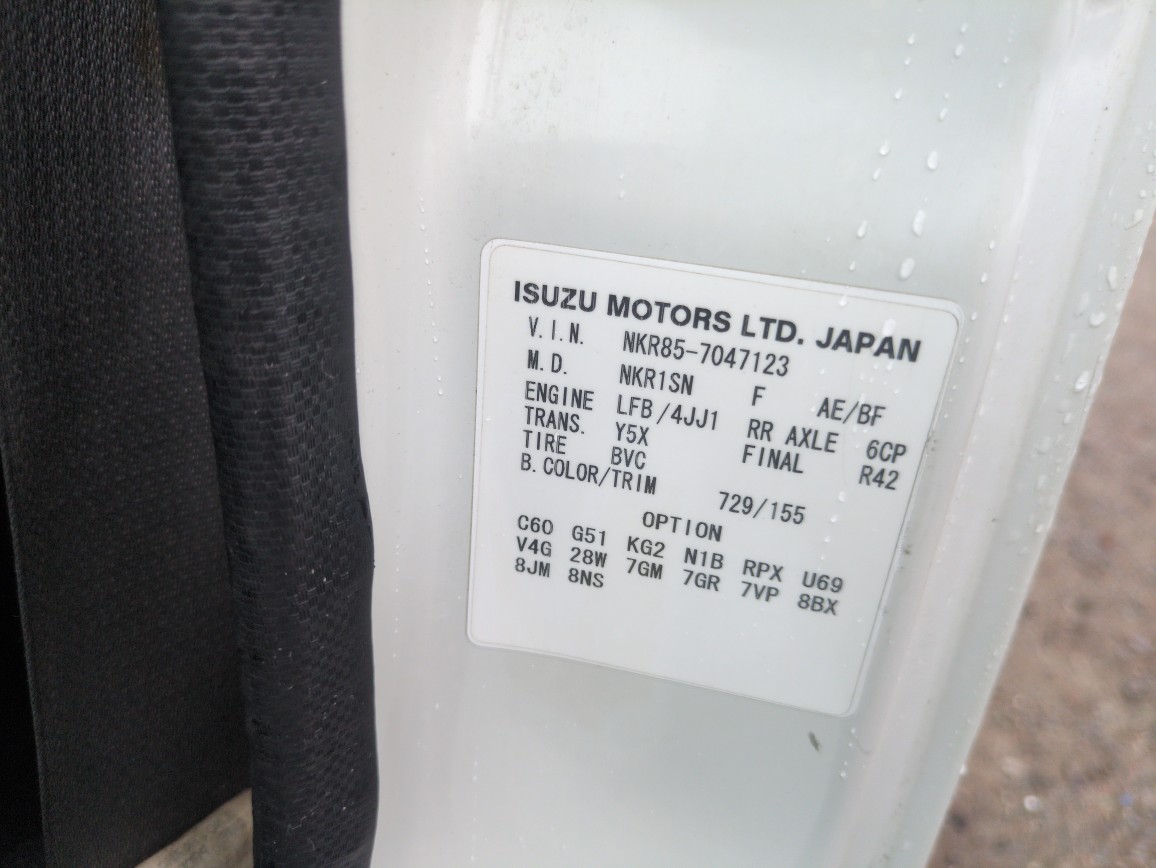 ISUZU MOTORS LTD. JAPAN
V.I.N. NKR85-7047123
M.D. NKR1SN F AE/BF
ENGINE LFB/4JJ1 RR AXLE 6CP
TRANS. Y5X FINAL R42
TIRE BVC
B.COLOR/TRIM 729/155
OPTION
C60 G51 KG2 N1B RPX U69
V4G 28W 7GM 7GR 7VP 8BX
8JM 8NS